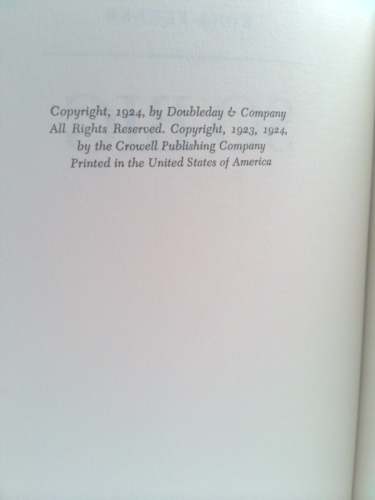 Copyright, 1924, by Doubleday & Company
All Rights Reserved. Copyright, 1923, 1924,
by the Crowell Publishing Company
Printed in the United States of America